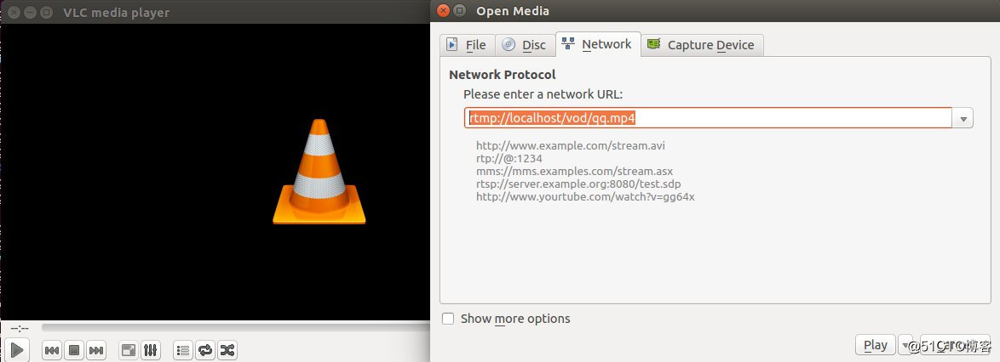 VLC media player
Open Media
File
Disc
Network
Capture Device
Network Protocol
Please enter a network URL:
rtmp://localhost/vod/qq.mp4
http://www.example.com/stream.avi
rtp://@:1234
mms://mms.examples.com/stream.asx
rtsp://server.example.org:8080/test.sdp
http://www.yourtube.com/watch?v=gg64x
--:--
Show more options
Play
@51CTO博客